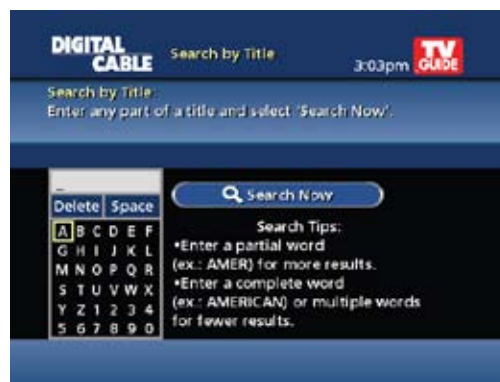 DIGITAL
CABLE
Search by Title
3:03pm
TV
GUIDE
Search by Title:
Enter any part of a title and select 'Search Now'.
_
Delete Space
A B C D E F
G H I J K L
M N O P Q R
S T U V W X
Y Z 1 2 3 4
5 6 7 8 9 0
Search Now
Search Tips:
•Enter a partial word
(ex.: AMER) for more results.
•Enter a complete word
(ex.: AMERICAN) or multiple words
for fewer results.